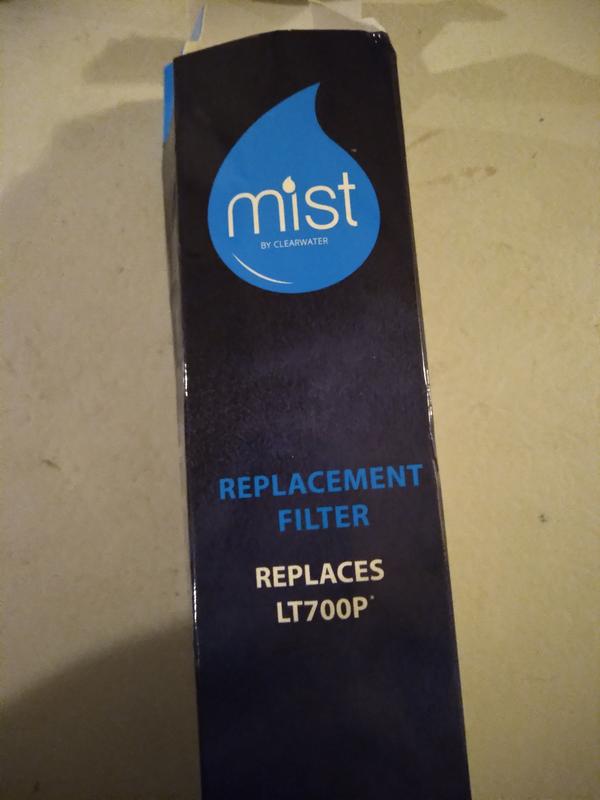 mist
BY CLEARWATER
REPLACEMENT
FILTER
REPLACES
LT700P*